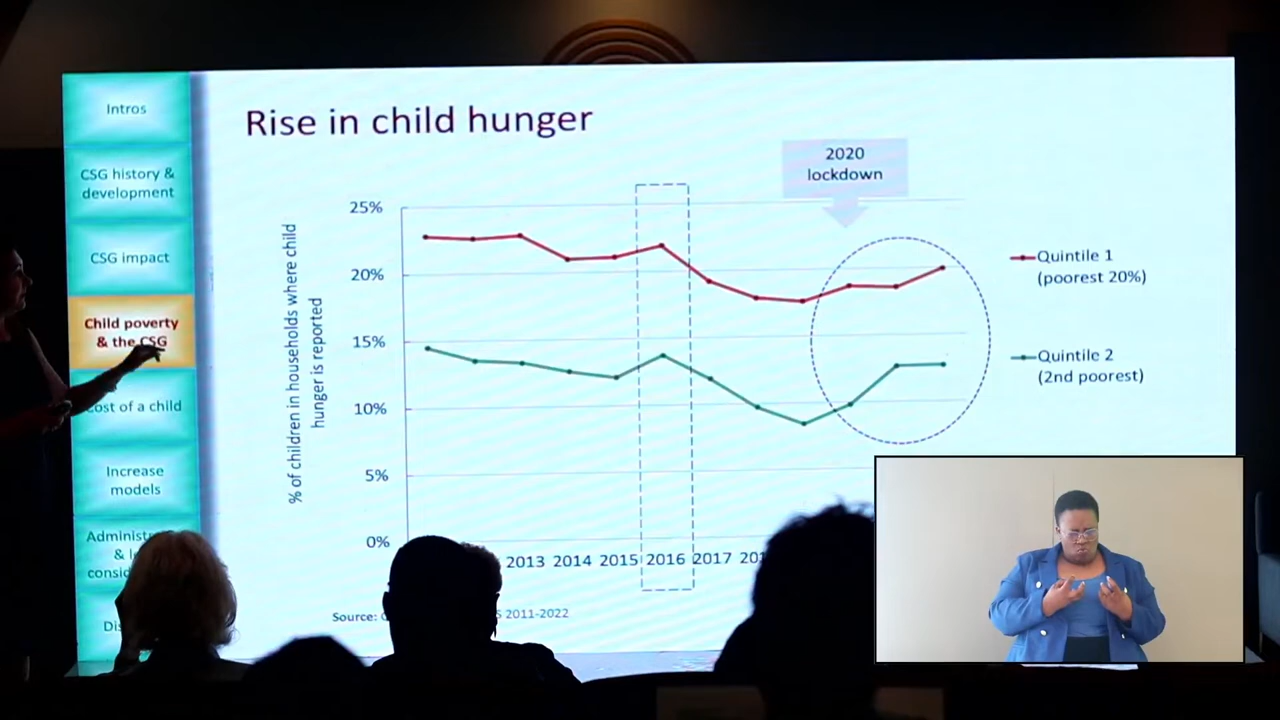 Intros
CSG history &
development
CSG impact
Child poverty
& the CSG
cost of a child
Increase
models
&
Rise in child hunger
2020
lockdown
% of children in households where child
hunger is reported
25%
20%
15%
10%
5%
0%
2013 2014 2015 2016 2017
Quintile 1
(poorest 20%)
Quintile 2
(2nd poorest)
Source: 2011-2022